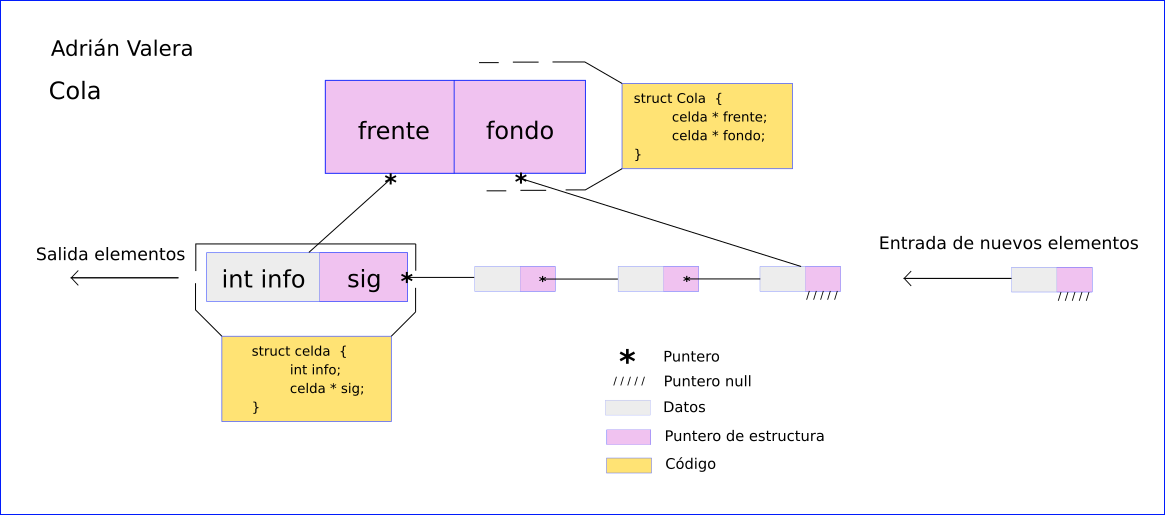 Adrián Valera
Cola
frente
fondo
struct Cola {
celda * frente;
celda * fondo;
}
Salida elementos
int info
sig
Entrada de nuevos elementos
struct celda {
int info;
celda * sig;
}
Puntero
Puntero null
Datos
Puntero de estructura
Código